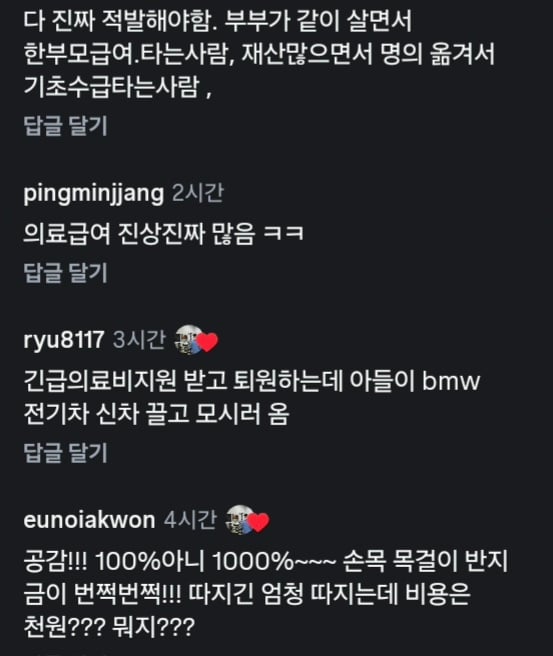 다 진짜 적발해야함. 부부가 같이 살면서
한부모급여.타는사람, 재산많으면서 명의 옮겨서
기초수급타는사람 ,
답글 달기
pingminjjang 2시간
의료급여 진상진짜 많음 ㅋㅋ
답글 달기
ryu8117 3시간
긴급의료비지원 받고 퇴원하는데 아들이 bmw
전기차 신차 끌고 모시러 옴
답글 달기
eunoiakwon 4시간
공감!!! 100%아니 1000%~~~ 손목 목걸이 반지
금이 번쩍번쩍!!! 따지긴 엄청 따지는데 비용은
천원??? 뭐지???